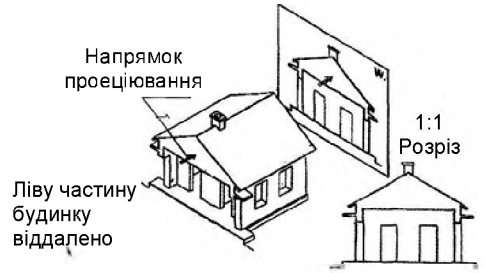 Напрямок
проеціювання
W.
1:1
Розріз
Ліву частину
будинку
віддалено